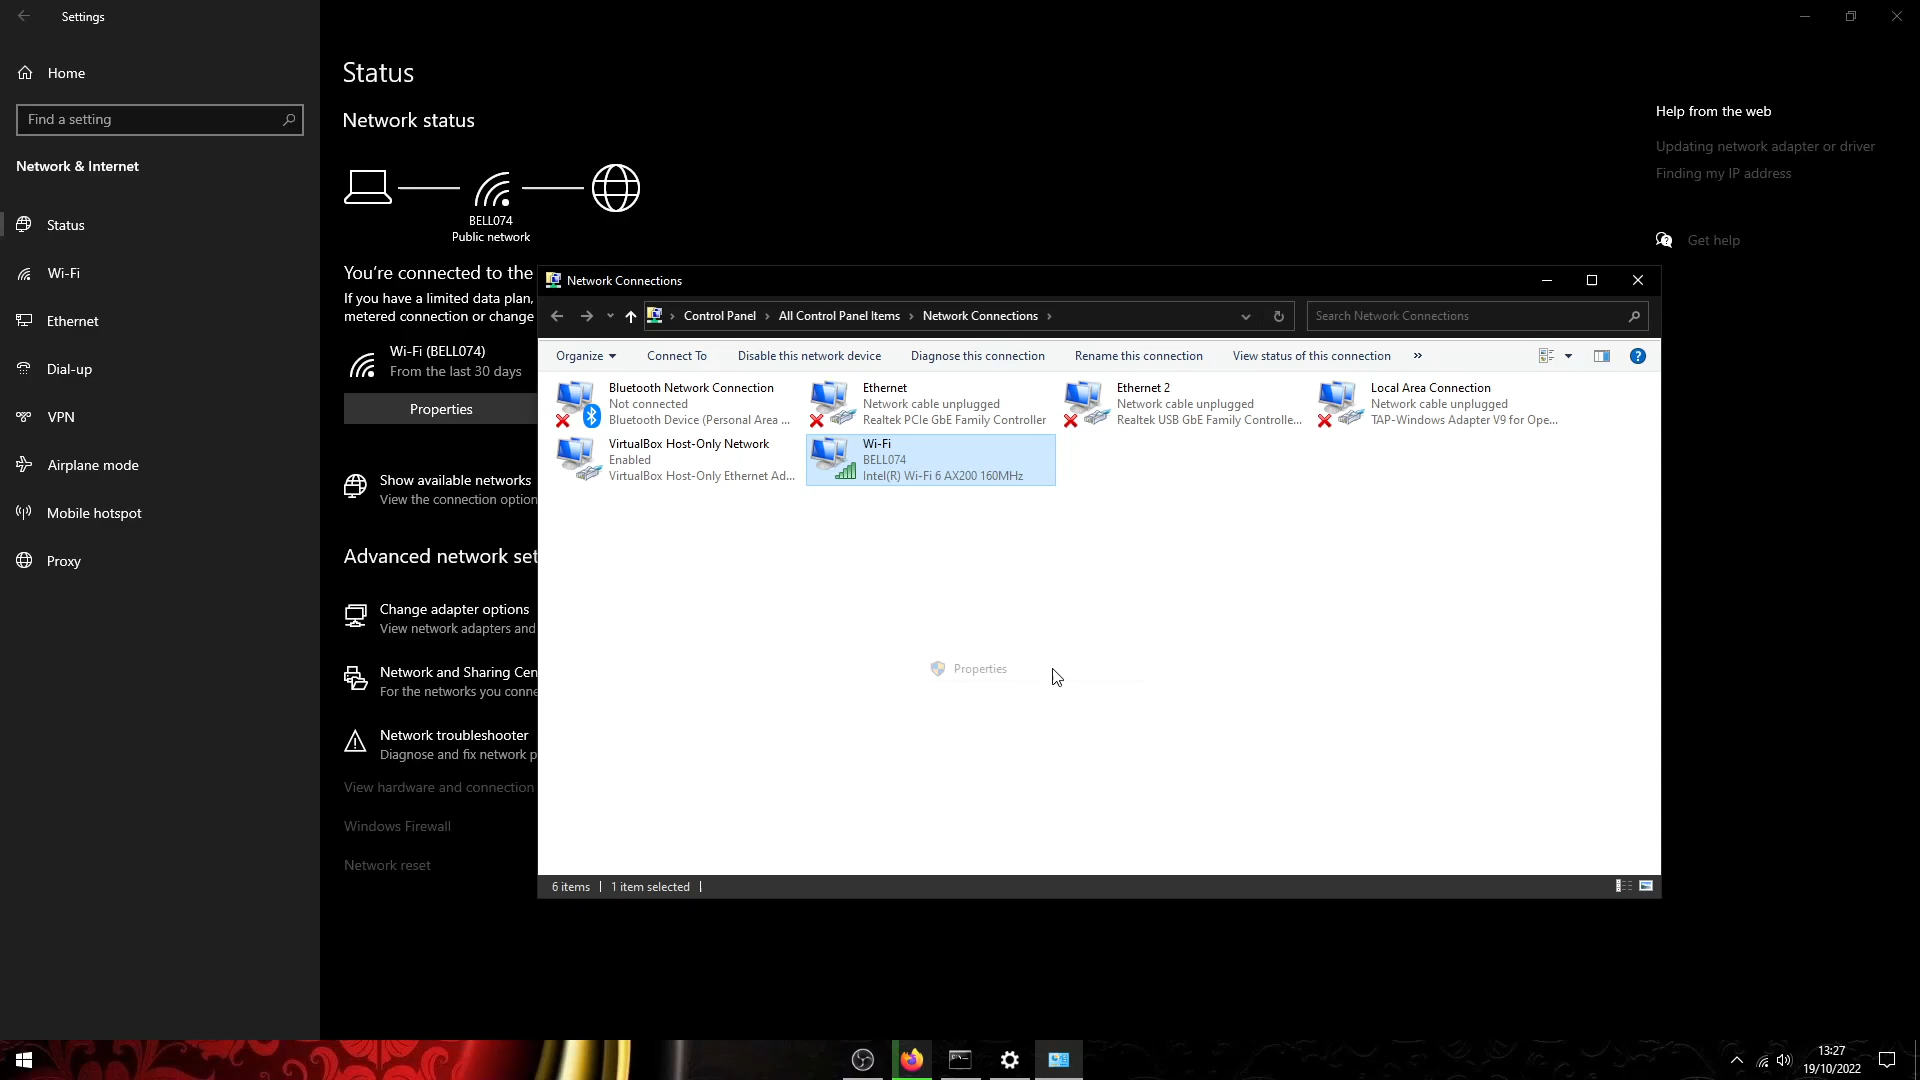 Settings
Home
Find a setting
Network & Internet
Status
Wi-Fi
Ethernet
Dial-up
VPN
Airplane mode
Mobile hotspot
Proxy
Status
Network status
BELL074
Public network
You're connected to the
If you have a limited data plan,
metered connection or change
Wi-Fi (BELL074)
From the last 30 days
Properties
Show available networks
View the connection option
Advanced network set
Change adapter options
View network adapters and
Network and Sharing Cen
For the networks you conne
Network troubleshooter
Diagnose and fix network p
View hardware and connection
Windows Firewall
Network reset
Help from the web
Updating network adapter or driver
Finding my IP address
Get help
Network Connections
Control Panel > All Control Panel Items > Network Connections >
Search Network Connections
Organize Connect To Disable this network device Diagnose this connection Rename this connection View status of this connection »
Bluetooth Network Connection
Not connected
Bluetooth Device (Personal Area ...
Ethernet
Network cable unplugged
Realtek PCIe GbE Family Controller
Ethernet 2
Network cable unplugged
Realtek USB GbE Family Controlle...
Local Area Connection
Network cable unplugged
TAP-Windows Adapter V9 for Ope...
VirtualBox Host-Only Network
Enabled
VirtualBox Host-Only Ethernet Ad...
Wi-Fi
BELL074
Intel(R) Wi-Fi 6 AX200 160MHz
Properties
6 items | 1 item selected |
13:27
19/10/2022